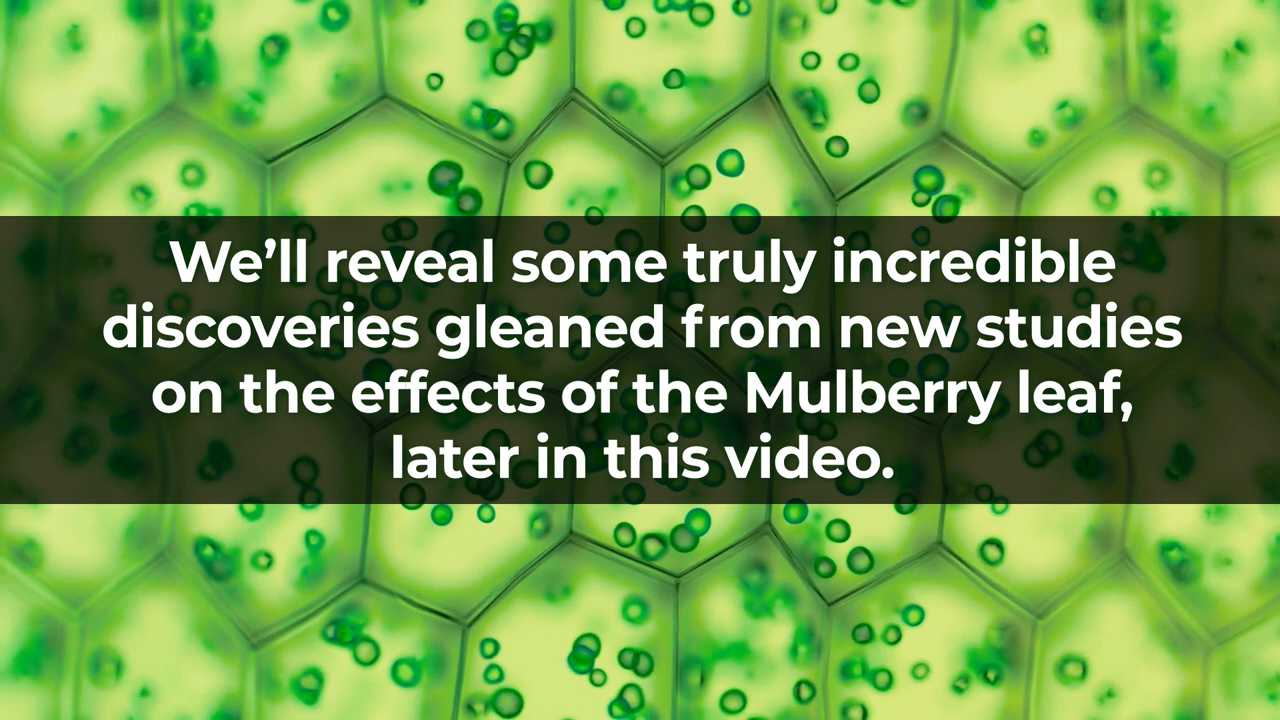 We’ll reveal some truly incredible
discoveries gleaned from new studies
on the effects of the Mulberry leaf,
later in this video.